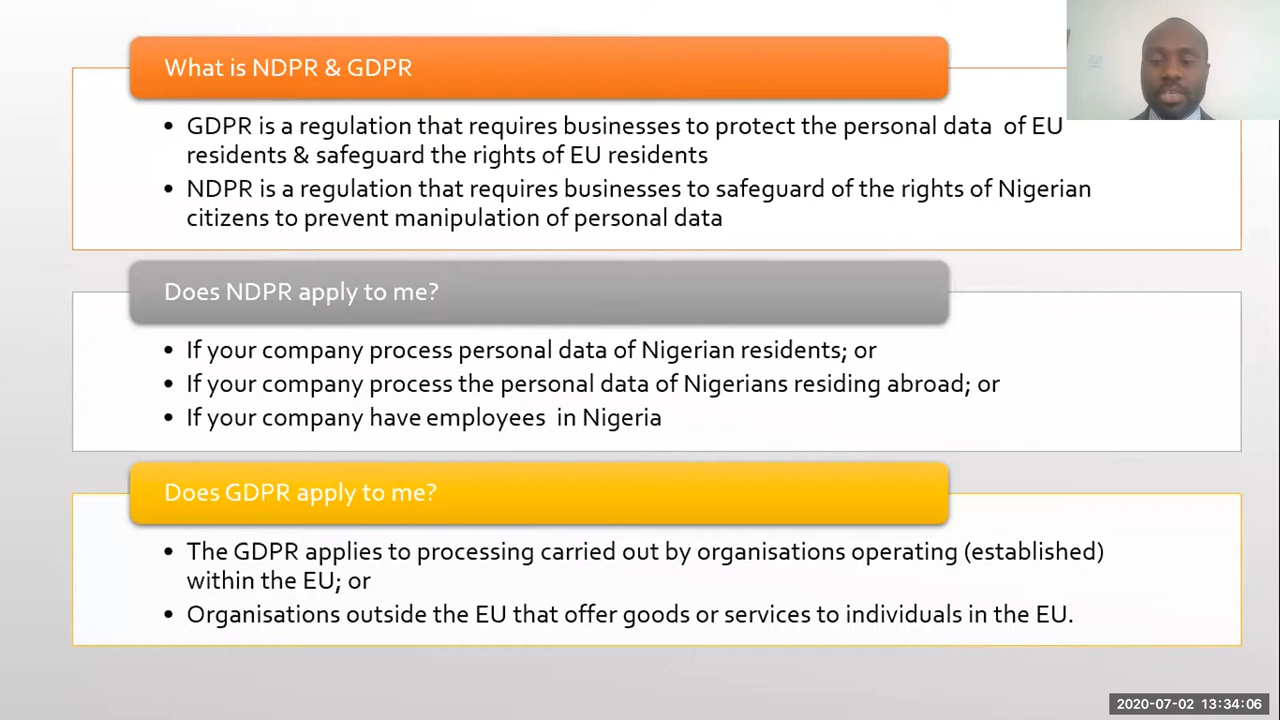 What is NDPR & GDPR
• GDPR is a regulation that requires businesses to protect the personal data of EU
residents & safeguard the rights of EU residents
• NDPR is a regulation that requires businesses to safeguard of the rights of Nigerian
citizens to prevent manipulation of personal data
Does NDPR apply to me?
• If your company process personal data of Nigerian residents; or
• If your company process the personal data of Nigerians residing abroad; or
• If your company have employees in Nigeria
Does GDPR apply to me?
• The GDPR applies to processing carried out by organisations operating (established)
within the EU; or
• Organisations outside the EU that offer goods or services to individuals in the EU.
2020-07-02 13:34:06